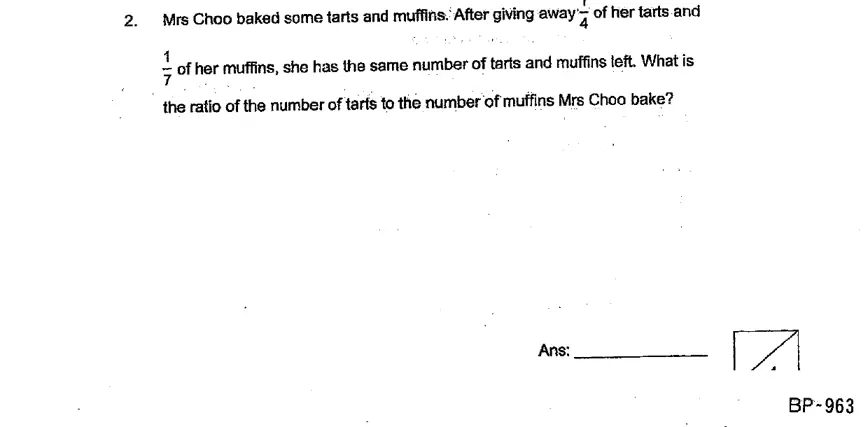 2. Mrs Choo baked some tarts and muffins. After giving away 1/4 of her tarts and
1/7 of her muffins, she has the same number of tarts and muffins left. What is
the ratio of the number of tarts to the number of muffins Mrs Choo bake?
Ans:
BP-963